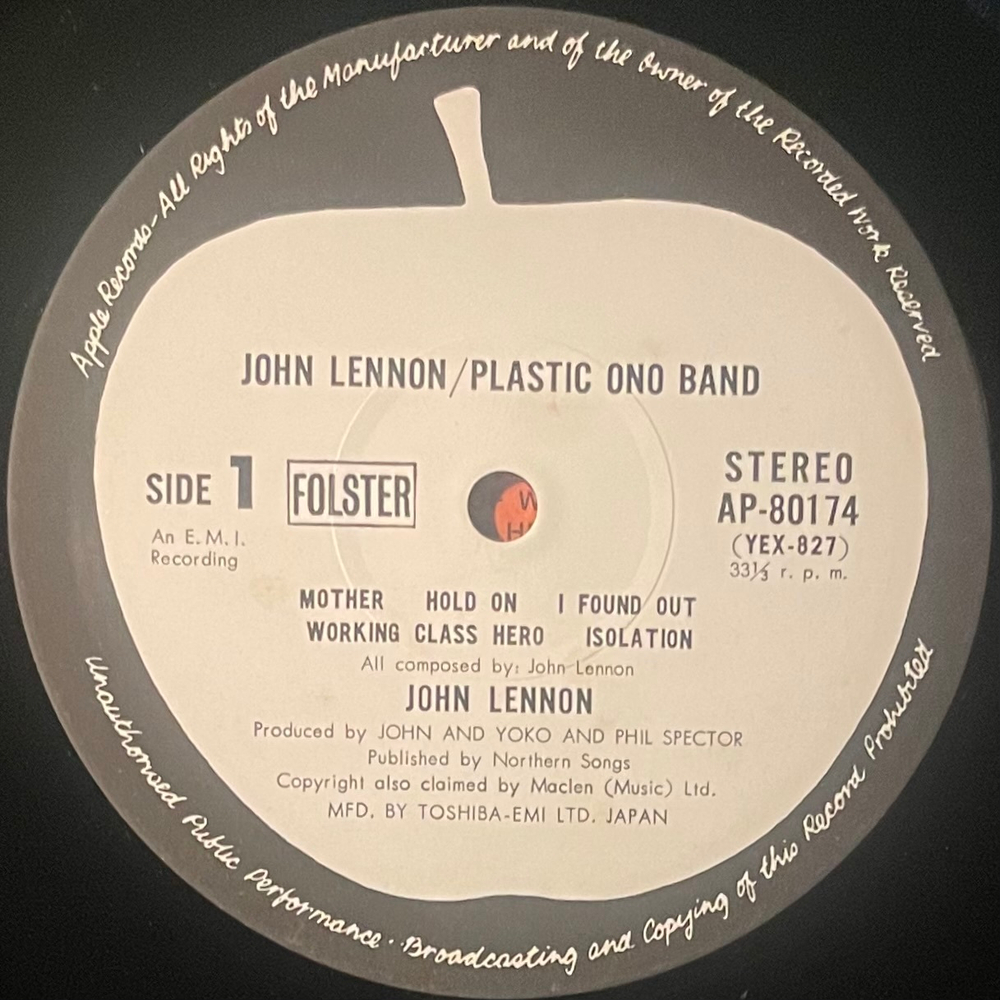 Apple Records-All Rights of the Manufacturer and of the Owner of the Recorded Work Reserved
JOHN LENNON/PLASTIC ONO BAND
SIDE 1
FOLSTER
STEREO
AP-80174
(YEX-827)
33⅓ r. p. m.
An E.M.I.
Recording
W
MOTHER HOLD ON I FOUND OUT
WORKING CLASS HERO ISOLATION
All composed by: John Lennon
JOHN LENNON
Produced by JOHN AND YOKO AND PHIL SPECTOR
Published by Northern Songs
Copyright also claimed by Maclen (Music) Ltd.
MFD. BY TOSHIBA-EMI LTD. JAPAN
Unauthorised Public Performance · Broadcasting and Copying of this Record Prohibited